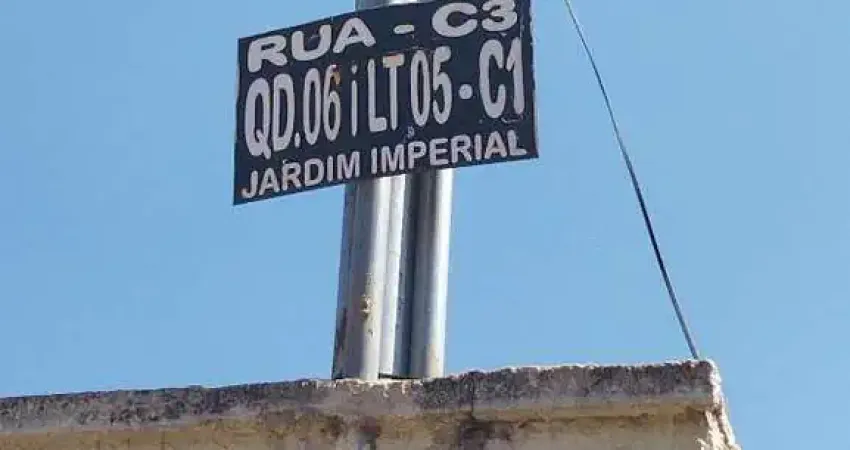 RUA - C3
QD.06 i LT 05 - C1
JARDIM IMPERIAL